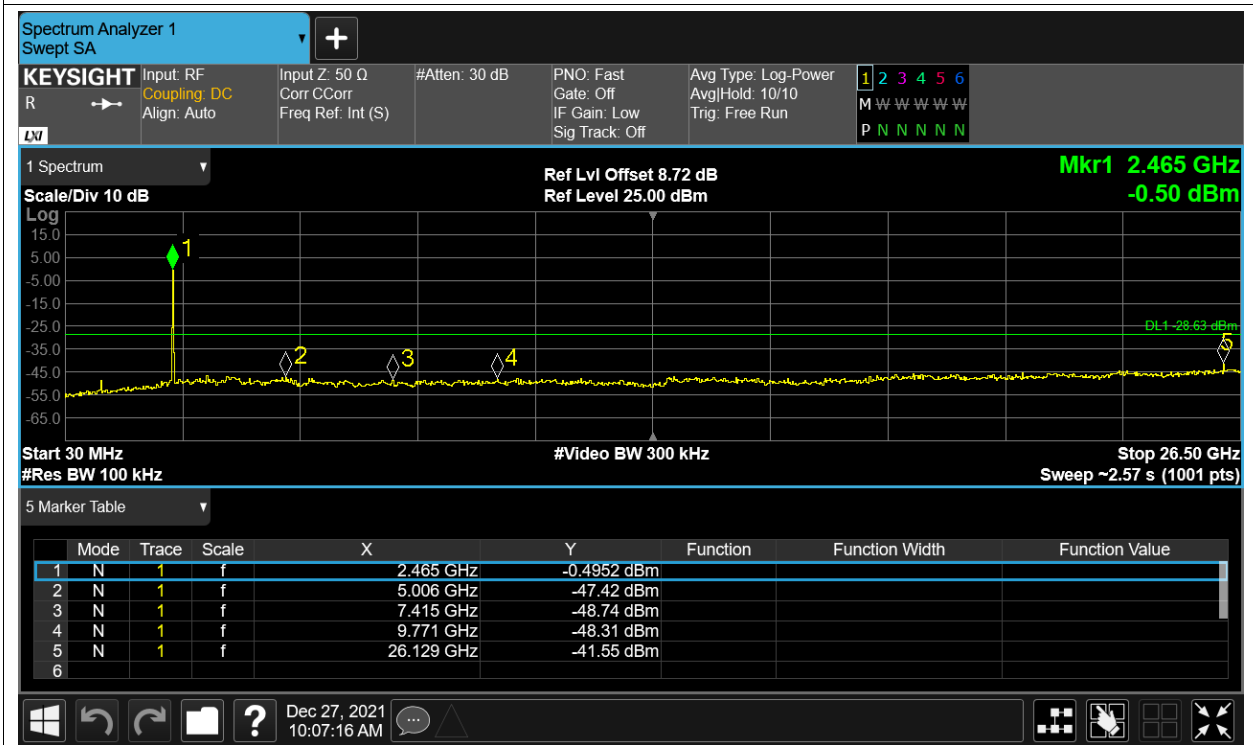 Spectrum Analyzer 1
Swept SA
+
KEYSIGHT
R
LXI
Input: RF
Coupling: DC
Align: Auto
Input Z: 50 Ω
Corr CCorr
Freq Ref: Int (S)
#Atten: 30 dB
PNO: Fast
Gate: Off
IF Gain: Low
Sig Track: Off
Avg Type: Log-Power
Avg|Hold: 10/10
Trig: Free Run
1 2 3 4 5 6
M W W W W W
P N N N N N
1 Spectrum
Scale/Div 10 dB
Ref Lvl Offset 8.72 dB
Ref Level 25.00 dBm
Mkr1 2.465 GHz
-0.50 dBm
Log
15.0
5.00
-5.00
-15.0
-25.0
-35.0
-45.0
-55.0
-65.0
1
2
3
4
5
DL1 -28.63 dBm
Start 30 MHz
#Video BW 300 kHz
Stop 26.50 GHz
#Res BW 100 kHz
Sweep ~2.57 s (1001 pts)
5 Marker Table
Mode Trace Scale X Y Function Function Width Function Value
1 N 1 f 2.465 GHz -0.4952 dBm
2 N 1 f 5.006 GHz -47.42 dBm
3 N 1 f 7.415 GHz -48.74 dBm
4 N 1 f 9.771 GHz -48.31 dBm
5 N 1 f 26.129 GHz -41.55 dBm
6
?
Dec 27, 2021
10:07:16 AM